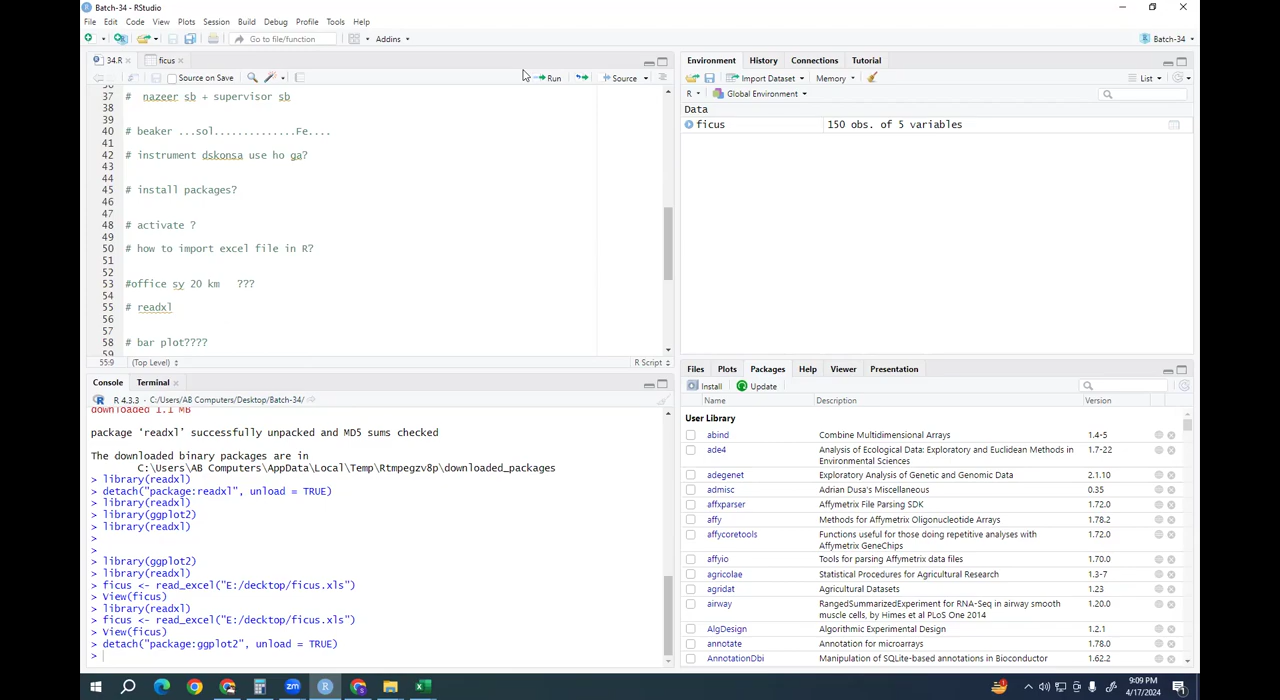 Batch-34 - RStudio
File Edit Code View Plots Session Build Debug Profile Tools Help
Go to file/function Addins Batch-34
34.R ficus
Source on Save Run Source
37 # nazeer sb + supervisor sb
38
39
40 # beaker ...sol..............Fe....
41
42 # instrument dskonsa use ho ga?
43
44
45 # install packages?
46
47
48 # activate ?
49
50 # how to import excel file in R?
51
52
53 #office sy 20 km ???
54
55 # readxl
56
57
58 # bar plot????
59
55:9 (Top Level) R Script
Console Terminal
R 4.3.3 · C:/Users/AB Computers/Desktop/Batch-34/
downloaded 1.1 MB
package ‘readxl’ successfully unpacked and MD5 sums checked
The downloaded binary packages are in
C:\Users\AB Computers\AppData\Local\Temp\Rtmpegzv8p\downloaded_packages
> library(readxl)
> detach("package:readxl", unload = TRUE)
> library(readxl)
> library(ggplot2)
> library(readxl)
>
>
> library(ggplot2)
> library(readxl)
> ficus <- read_excel("E:/decktop/ficus.xls")
> View(ficus)
> library(readxl)
> ficus <- read_excel("E:/decktop/ficus.xls")
> View(ficus)
> detach("package:ggplot2", unload = TRUE)
>
Environment History Connections Tutorial
Import Dataset Memory List
R Global Environment
Data
ficus 150 obs. of 5 variables
Files Plots Packages Help Viewer Presentation
Install Update
Name Description Version
User Library
abind Combine Multidimensional Arrays 1.4-5
ade4 Analysis of Ecological Data: Exploratory and Euclidean Methods in 1.7-22
Environmental Sciences
adegenet Exploratory Analysis of Genetic and Genomic Data 2.1.10
admisc Adrian Dusa's Miscellaneous 0.35
affxparser Affymetrix File Parsing SDK 1.72.0
affy Methods for Affymetrix Oligonucleotide Arrays 1.78.2
affycoretools Functions useful for those doing repetitive analyses with 1.72.0
Affymetrix GeneChips
affyio Tools for parsing Affymetrix data files 1.70.0
agricolae Statistical Procedures for Agricultural Research 1.3-7
agridat Agricultural Datasets 1.23
airway RangedSummarizedExperiment for RNA-Seq in airway smooth 1.20.0
muscle cells, by Himes et al PLoS One 2014
AlgDesign Algorithmic Experimental Design 1.2.1
annotate Annotation for microarrays 1.78.0
AnnotationDbi Manipulation of SQLite-based annotations in Bioconductor 1.62.2
9:09 PM
4/17/2024